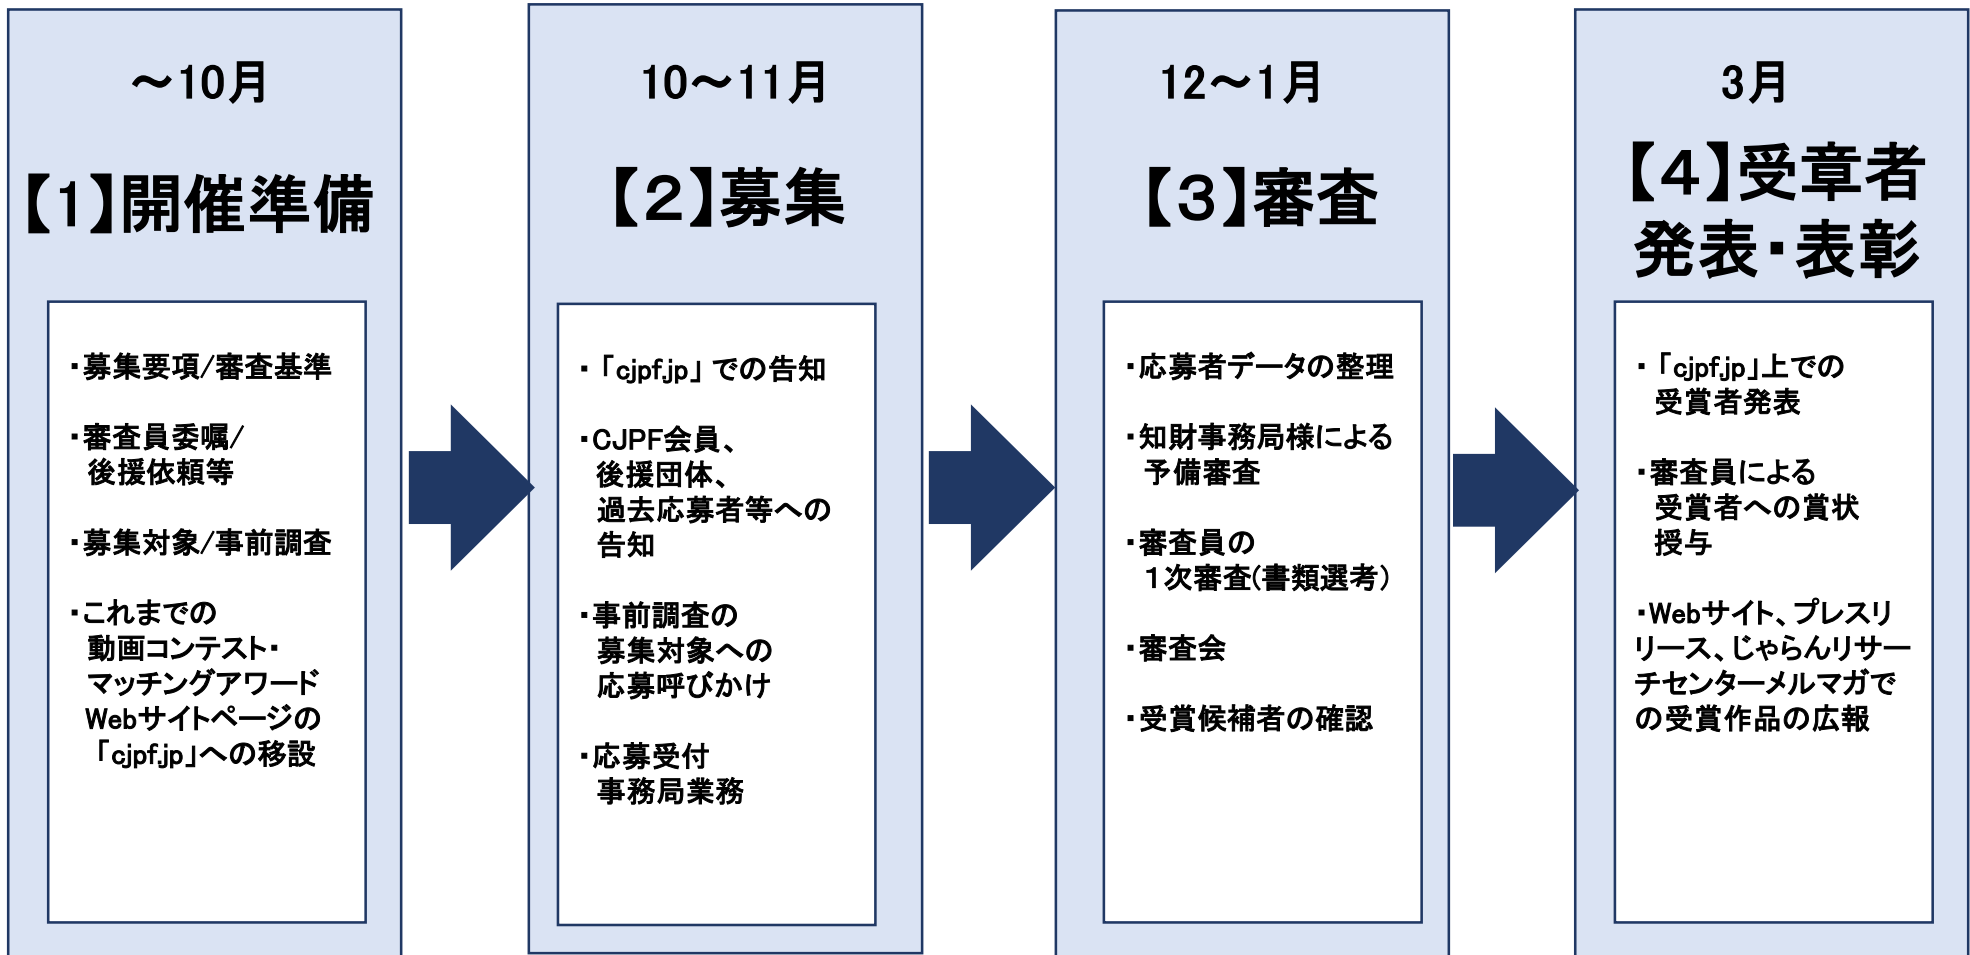 ～10月
【1】開催準備
・募集要項/審査基準
・審査員委嘱/
後援依頼等
・募集対象/事前調査
・これまでの
動画コンテスト・
マッチングアワード
Webサイトページの
「cjpf.jp」への移設
10～11月
【2】募集
・「cjpf.jp」での告知
・CJPF会員、
後援団体、
過去応募者等への
告知
・事前調査の
募集対象への
応募呼びかけ
・応募受付
事務局業務
12～1月
【3】審査
・応募者データの整理
・知財事務局様による
予備審査
・審査員の
１次審査(書類選考)
・審査会
・受賞候補者の確認
3月
【4】受章者
発表・表彰
・「cjpf.jp」上での
受賞者発表
・審査員による
受賞者への賞状
授与
・Webサイト、プレスリ
リース、じゃらんリサー
チセンターメルマガで
の受賞作品の広報